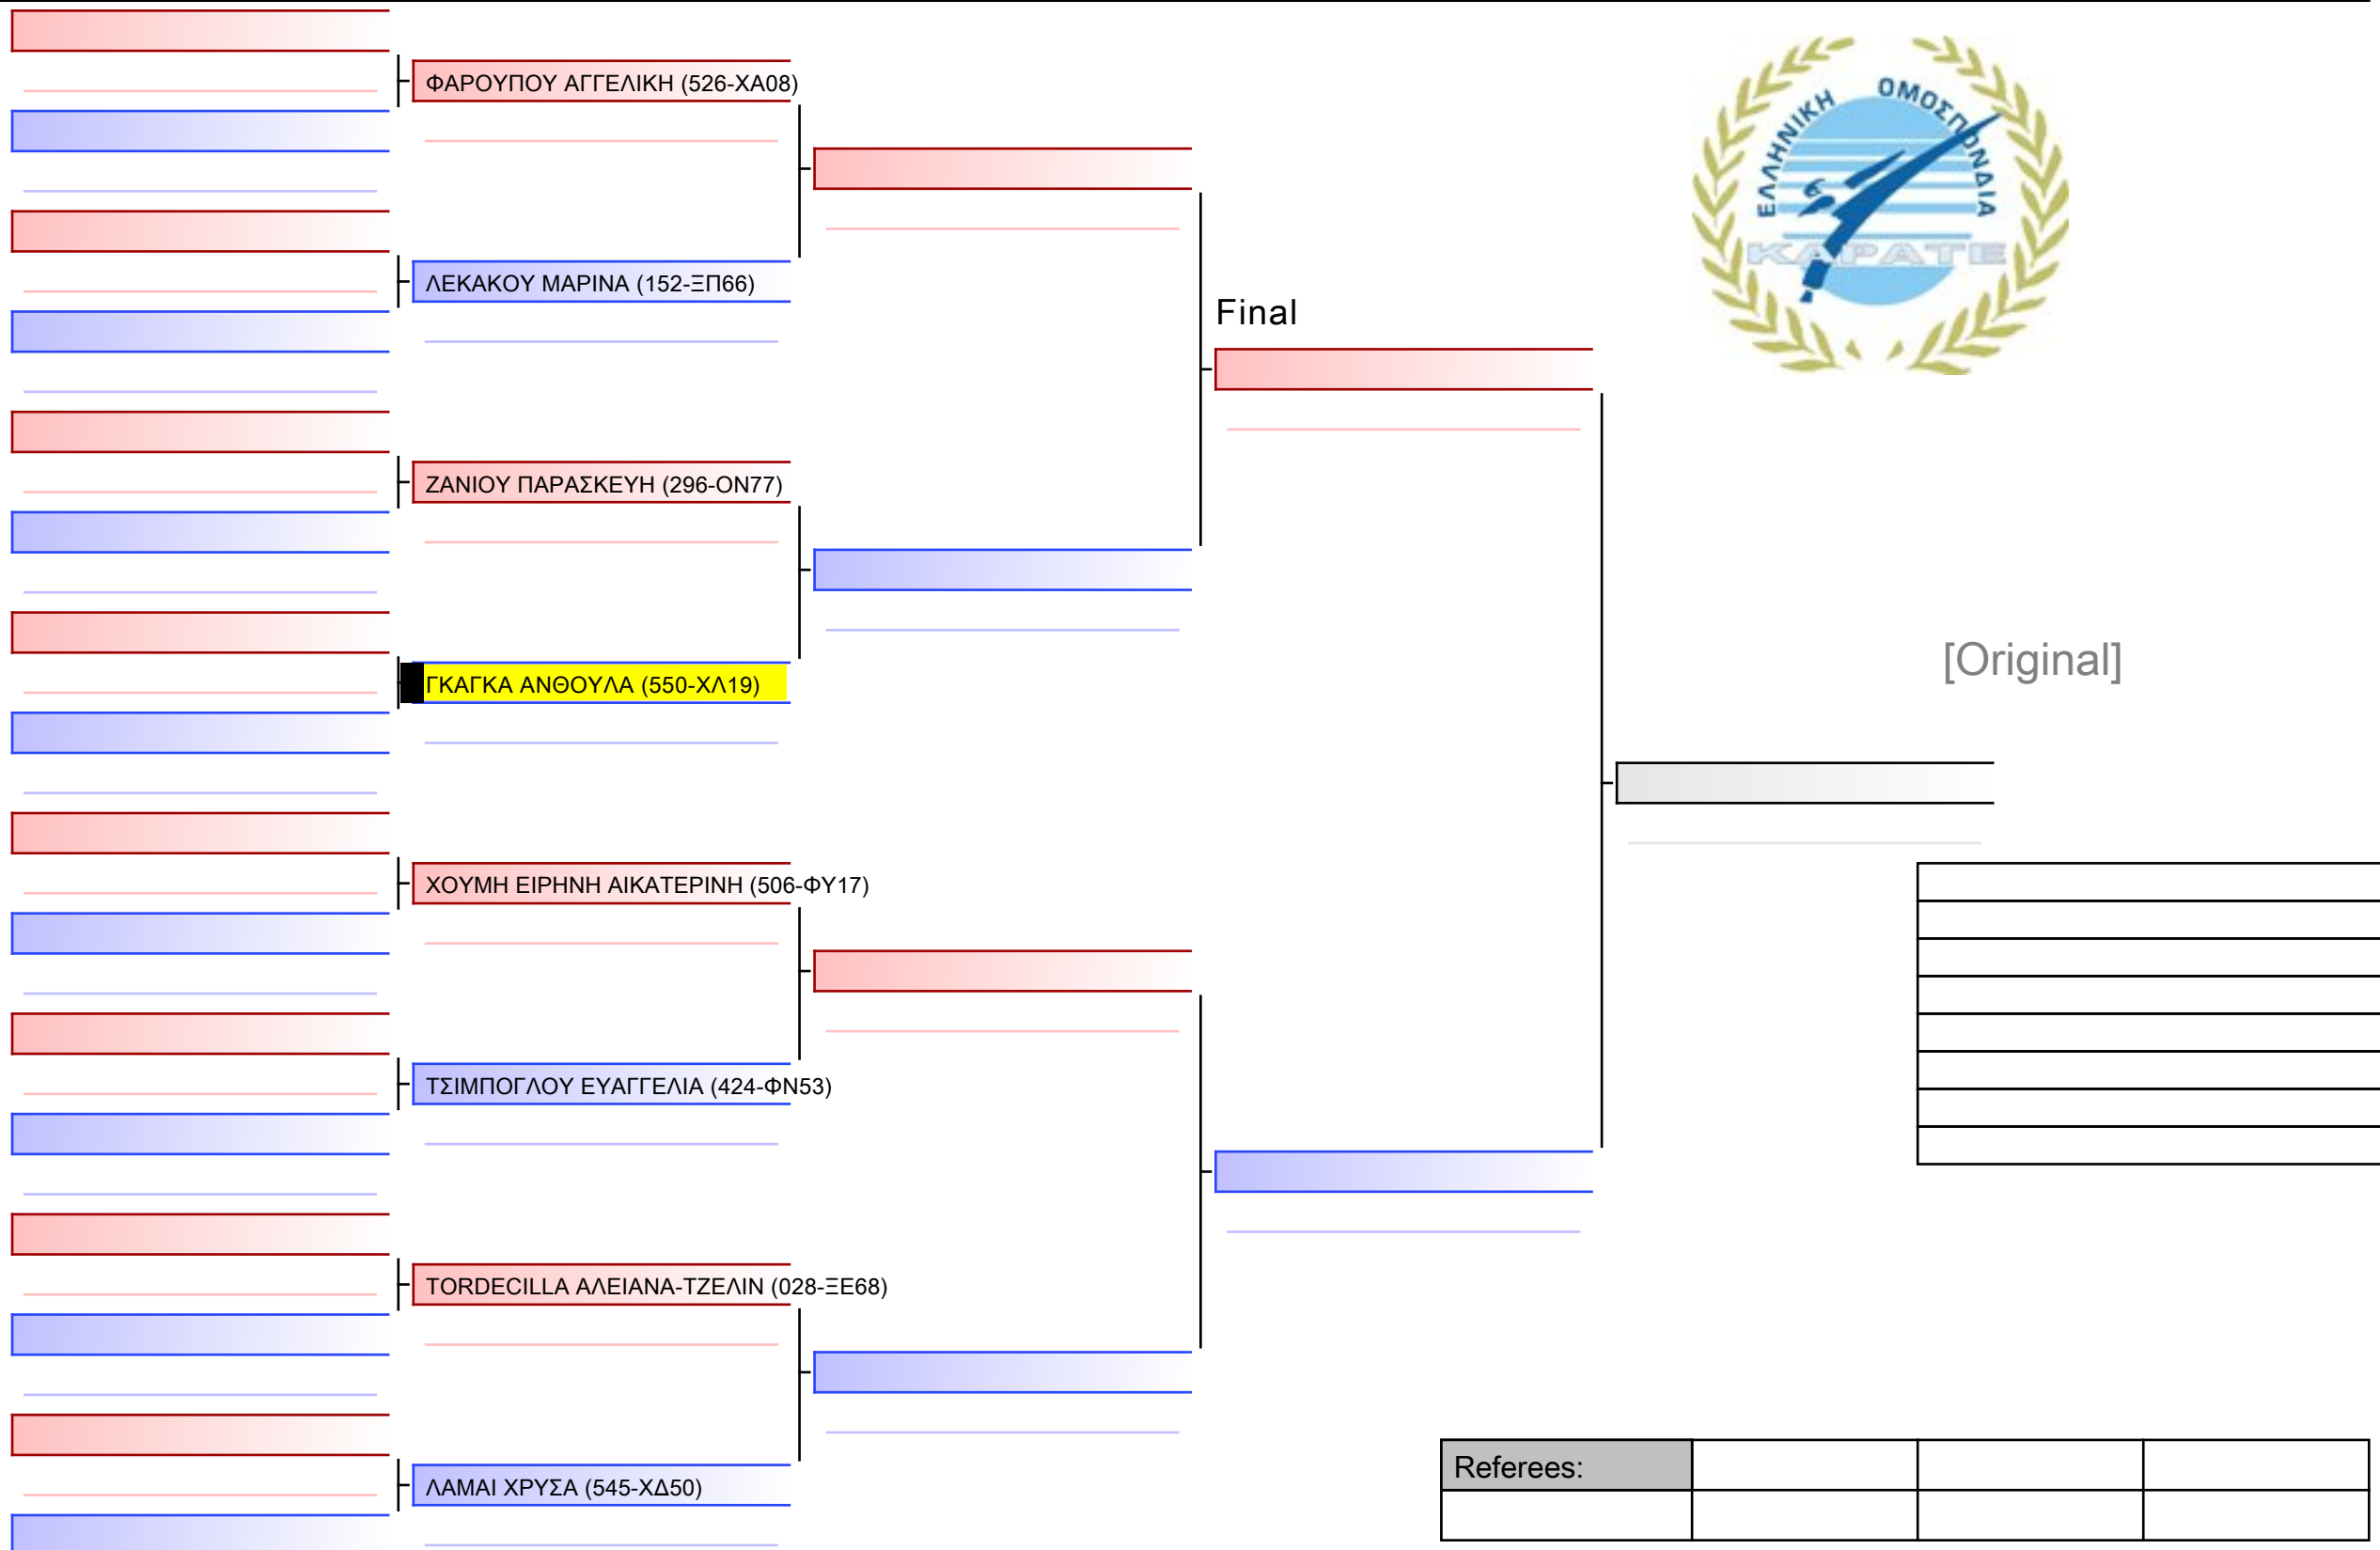 ΕΛΛΗΝΙΚΗ ΟΜΟΣΠΟΝΔΙΑ
ΚΑΡΑΤΕ
ΦΑΡΟΥΠΟΥ ΑΓΓΕΛΙΚΗ (526-ΧΑ08)
ΛΕΚΑΚΟΥ ΜΑΡΙΝΑ (152-ΞΠ66)
Final
ΖΑΝΙΟΥ ΠΑΡΑΣΚΕΥΗ (296-ΟΝ77)
[Original]
ΓΚΑΓΚΑ ΑΝΘΟΥΛΑ (550-ΧΛ19)
ΧΟΥΜΗ ΕΙΡΗΝΗ ΑΙΚΑΤΕΡΙΝΗ (506-ΦΥ17)
ΤΣΙΜΠΟΓΛΟΥ ΕΥΑΓΓΕΛΙΑ (424-ΦΝ53)
TORDECILLA ΑΛΕΙΑΝΑ-ΤΖΕΛΙΝ (028-ΞΕ68)
ΛΑΜΑΙ ΧΡΥΣΑ (545-ΧΔ50)
Referees: